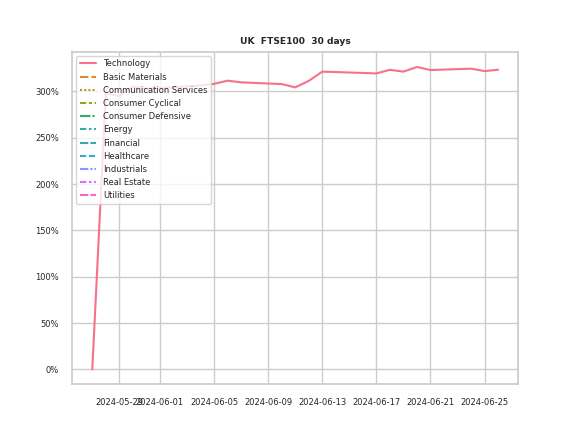 UK FTSE100 30 days
Technology
Basic Materials
Communication Services
Consumer Cyclical
Consumer Defensive
Energy
Financial
Healthcare
Industrials
Real Estate
Utilities
300%
250%
200%
150%
100%
50%
0%
2024-05-29 2024-06-01 2024-06-05 2024-06-09 2024-06-13 2024-06-17 2024-06-21 2024-06-25